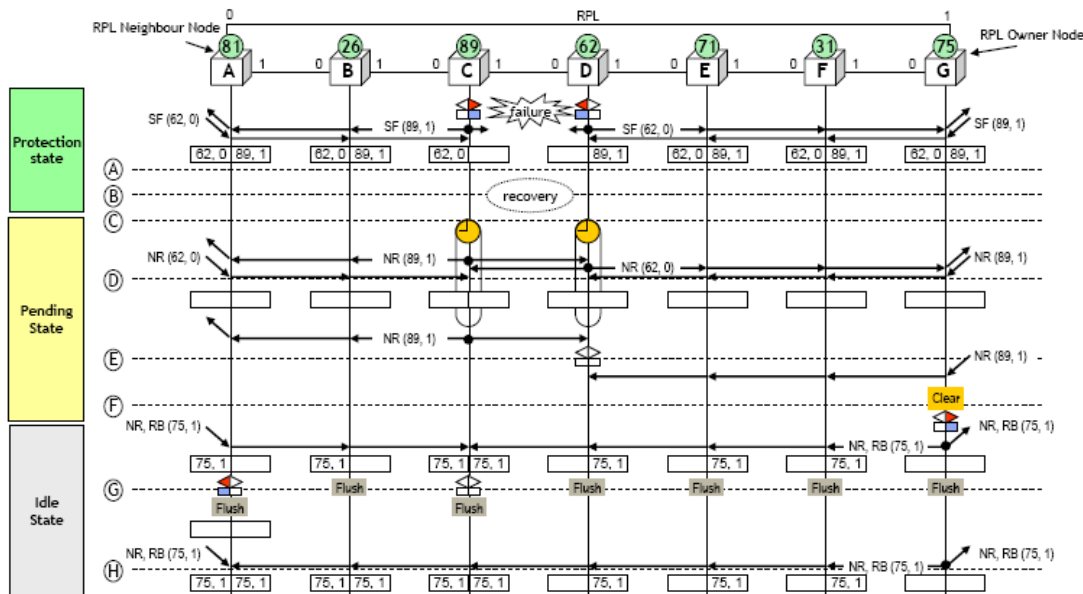 0 RPL 1
RPL Neighbour Node
RPL Owner Node
81 26 89 62 71 31 75
A 1 0 B 1 0 C 1 0 D 1 0 E 1 0 F 1 0 G
Protection state
failure
SF (62, 0) SF (89, 1) SF (62, 0) SF (89, 1)
62, 0 89, 1 62, 0 89, 1 62, 0 89, 1 62, 0 89, 1 62, 0 89, 1 62, 0 89, 1
A
B
recovery
C
Pending State
NR (62, 0) NR (89, 1) NR (62, 0) NR (89, 1)
D
NR (89, 1)
E
NR (89, 1)
F
Clear
Idle State
NR, RB (75, 1) NR, RB (75, 1) NR, RB (75, 1)
75, 1 75, 1 75, 1 75, 1 75, 1 75, 1 75, 1
G
Flush Flush Flush Flush Flush
Flush Flush
NR, RB (75, 1) NR, RB (75, 1) NR, RB (75, 1)
H
75, 1 75, 1 75, 1 75, 1 75, 1 75, 1 75, 1 75, 1 75, 1